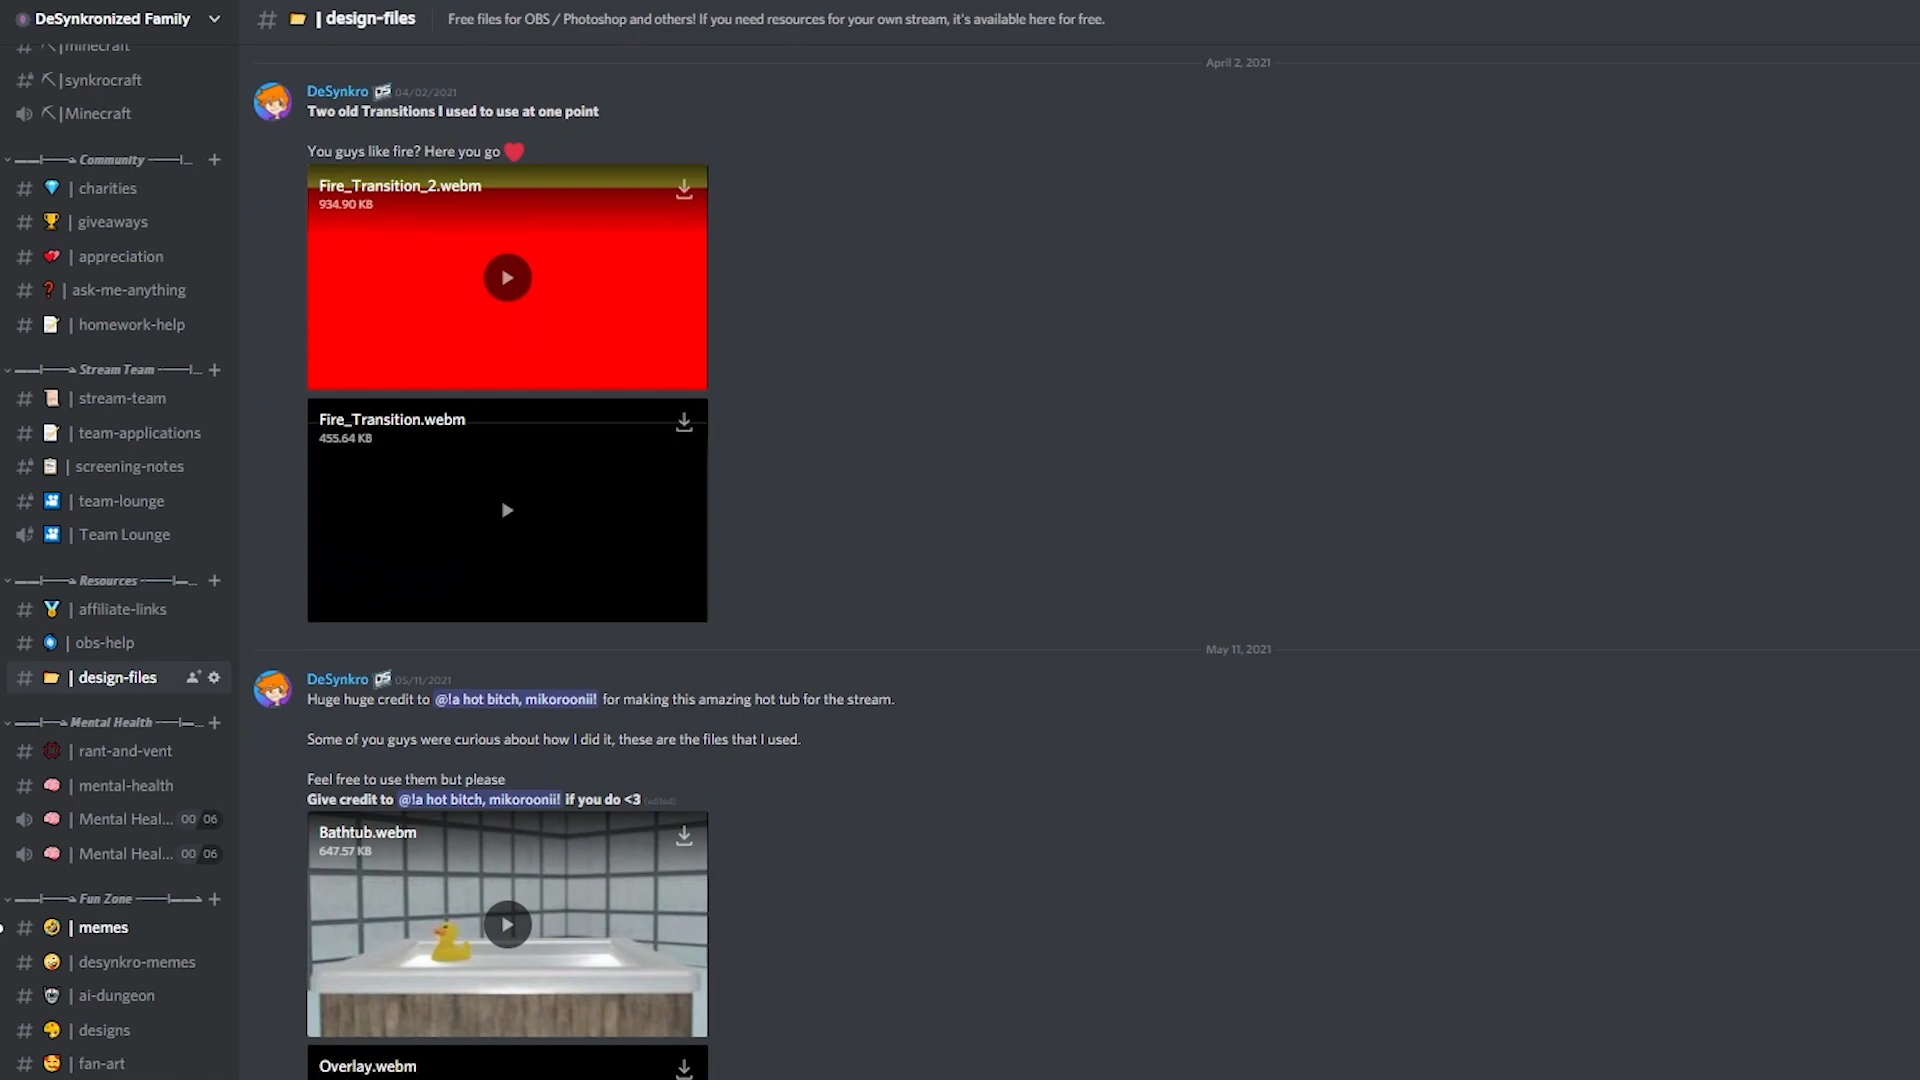 DeSynkronized Family
| minecraft
| synkrocraft
| Minecraft
Community
| charities
| giveaways
| appreciation
| ask-me-anything
| homework-help
Stream Team
| stream-team
| team-applications
| screening-notes
| team-lounge
| Team Lounge
Resources
| affiliate-links
| obs-help
| design-files
Mental Health
| rant-and-vent
| mental-health
| Mental Heal... 00 06
| Mental Heal... 00 06
Fun Zone
| memes
| desynkro-memes
| ai-dungeon
| designs
| fan-art
| design-files
Free files for OBS / Photoshop and others! If you need resources for your own stream, it's available here for free.
April 2, 2021
DeSynkro 04/02/2021
Two old Transitions I used to use at one point
You guys like fire? Here you go
Fire_Transition_2.webm
934.90 KB
Fire_Transition.webm
455.64 KB
May 11, 2021
DeSynkro 05/11/2021
Huge huge credit to @!a hot bitch, mikoroonii! for making this amazing hot tub for the stream.
Some of you guys were curious about how I did it, these are the files that I used.
Feel free to use them but please
Give credit to @!a hot bitch, mikoroonii! if you do <3 (edited)
Bathtub.webm
647.57 KB
Overlay.webm